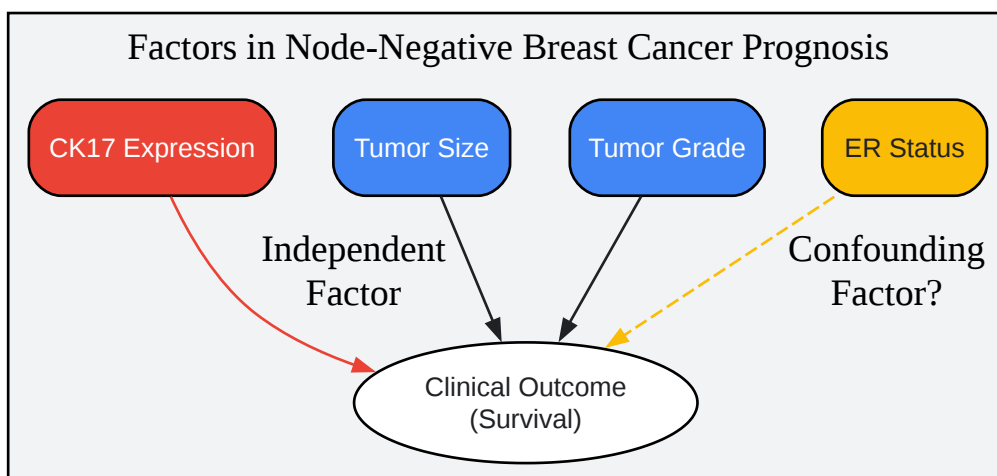 Factors in Node-Negative Breast Cancer Prognosis
CK17 Expression
Tumor Size
Tumor Grade
ER Status
Independent
Factor
Confounding
Factor?
Clinical Outcome
(Survival)